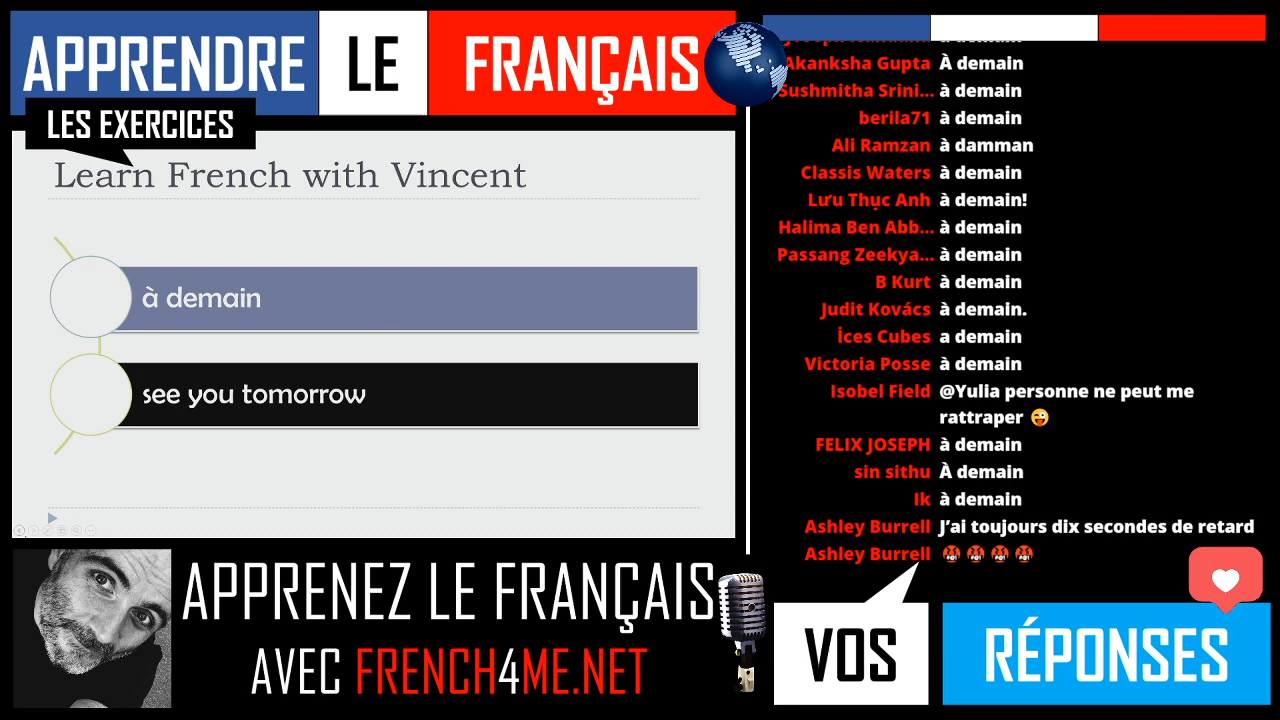 APPRENDRE LE FRANÇAIS
LES EXERCICES
Learn French with Vincent
à demain
see you tomorrow
APPRENEZ LE FRANÇAIS
AVEC FRENCH4ME.NET
Akanksha Gupta À demain
Sushmitha Srini... à demain
berila71 à demain
Ali Ramzan à damman
Classis Waters à demain
Lưu Thục Anh à demain!
Halima Ben Abb... à demain
Passang Zeekya... à demain
B Kurt à demain
Judit Kovács à demain.
İces Cubes a demain
Victoria Posse à demain
Isobel Field @Yulia personne ne peut me
rattraper 😜
FELIX JOSEPH à demain
sin sithu À demain
Ik à demain
Ashley Burrell J'ai toujours dix secondes de retard
Ashley Burrell 🤬 🤬 🤬 🤬
VOS RÉPONSES